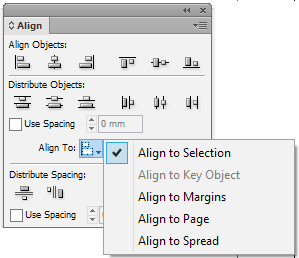 Align
Align Objects:
Distribute Objects:
Use Spacing
0 mm
Align To:
Align to Selection
Align to Key Object
Align to Margins
Align to Page
Align to Spread
Distribute Spacing:
Use Spacing